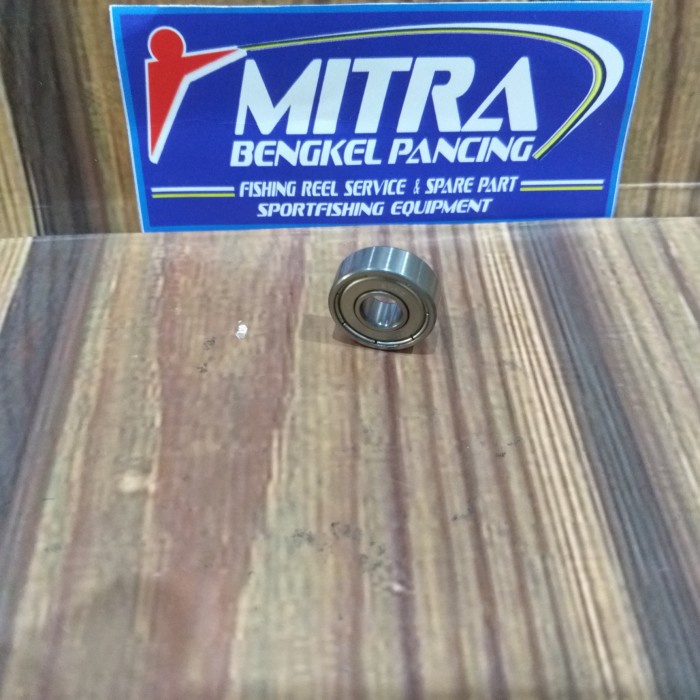 MITRA
BENGKEL PANCING
FISHING REEL SERVICE & SPARE PART
SPORTFISHING EQUIPMENT